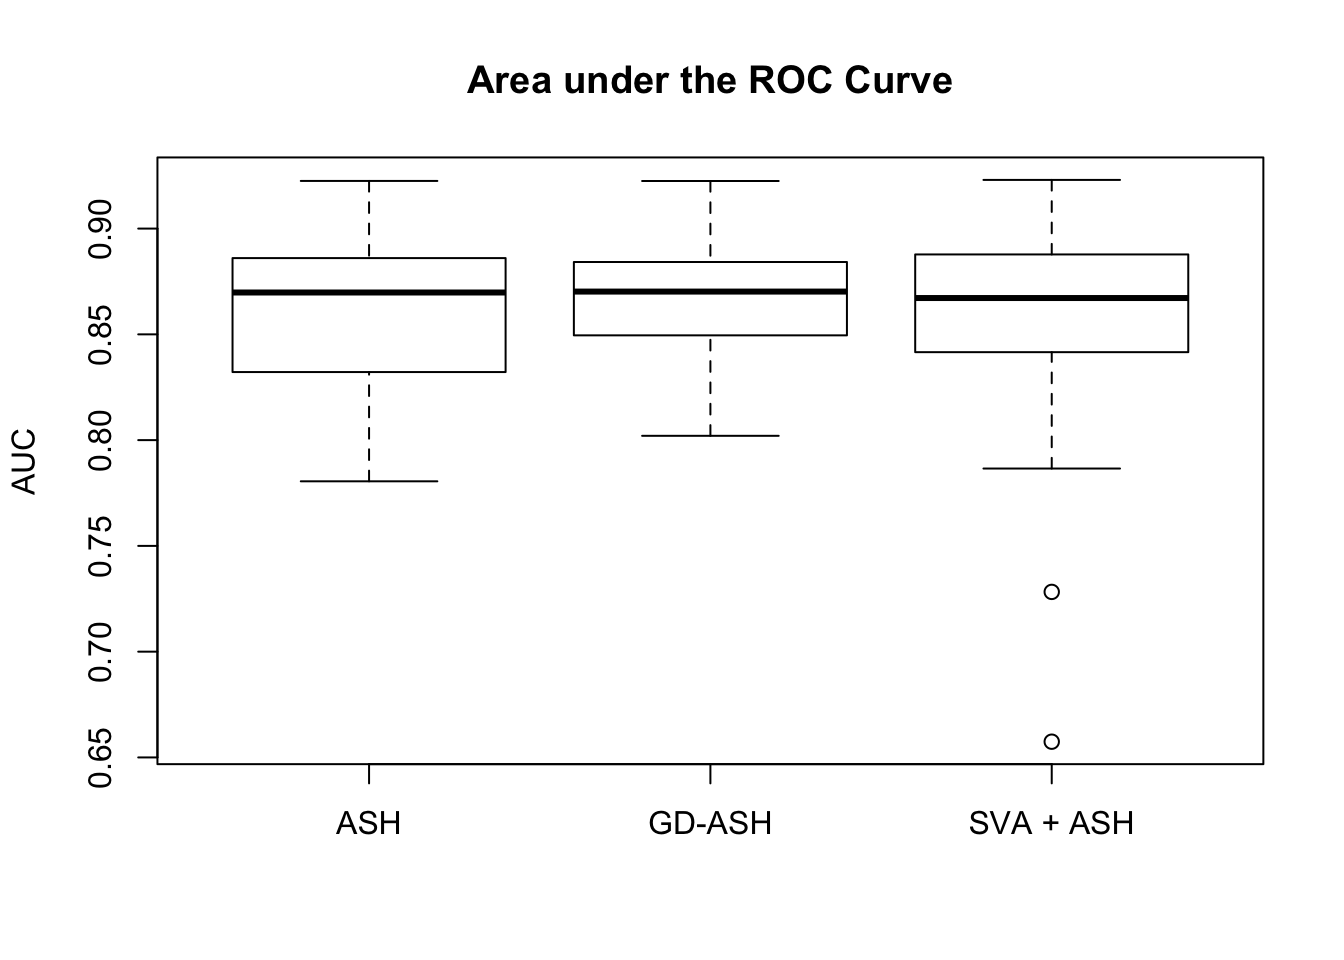 Area under the ROC Curve
AUC
0.90
0.85
0.80
0.75
0.70
0.65
ASH
GD-ASH
SVA + ASH